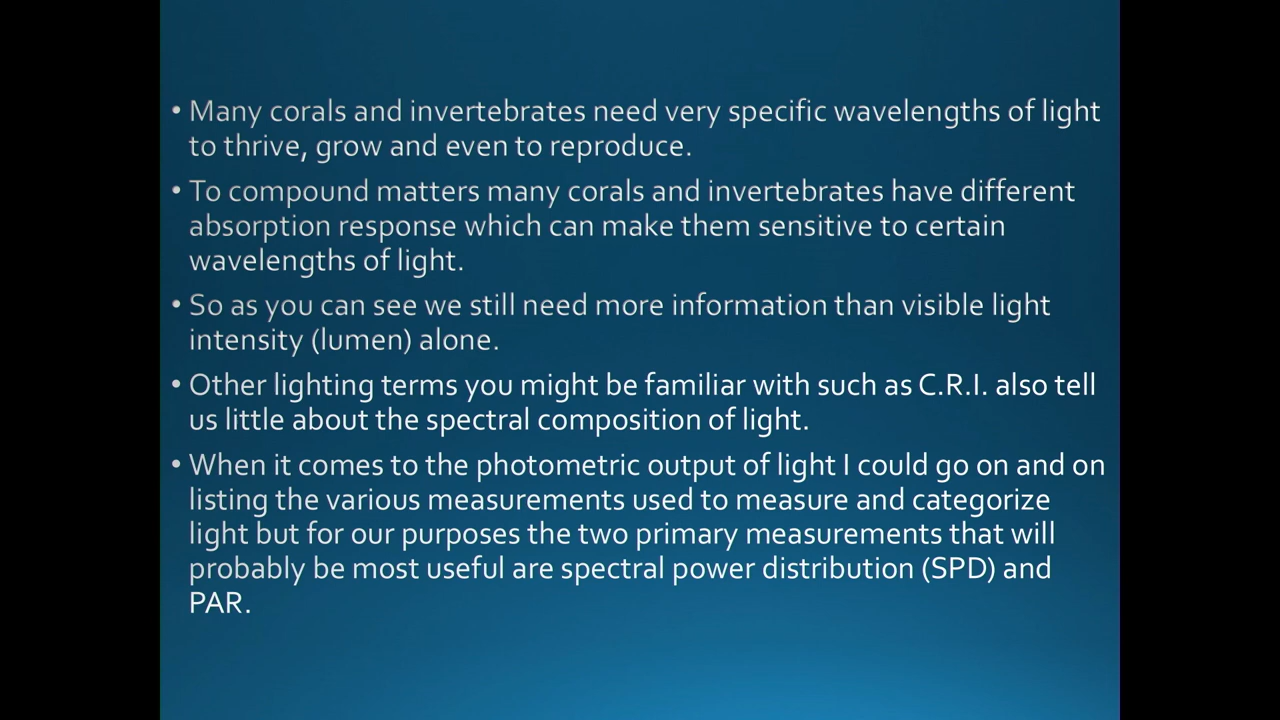 • Many corals and invertebrates need very specific wavelengths of light
to thrive, grow and even to reproduce.
• To compound matters many corals and invertebrates have different
absorption response which can make them sensitive to certain
wavelengths of light.
• So as you can see we still need more information than visible light
intensity (lumen) alone.
• Other lighting terms you might be familiar with such as C.R.I. also tell
us little about the spectral composition of light.
• When it comes to the photometric output of light I could go on and on
listing the various measurements used to measure and categorize
light but for our purposes the two primary measurements that will
probably be most useful are spectral power distribution (SPD) and
PAR.